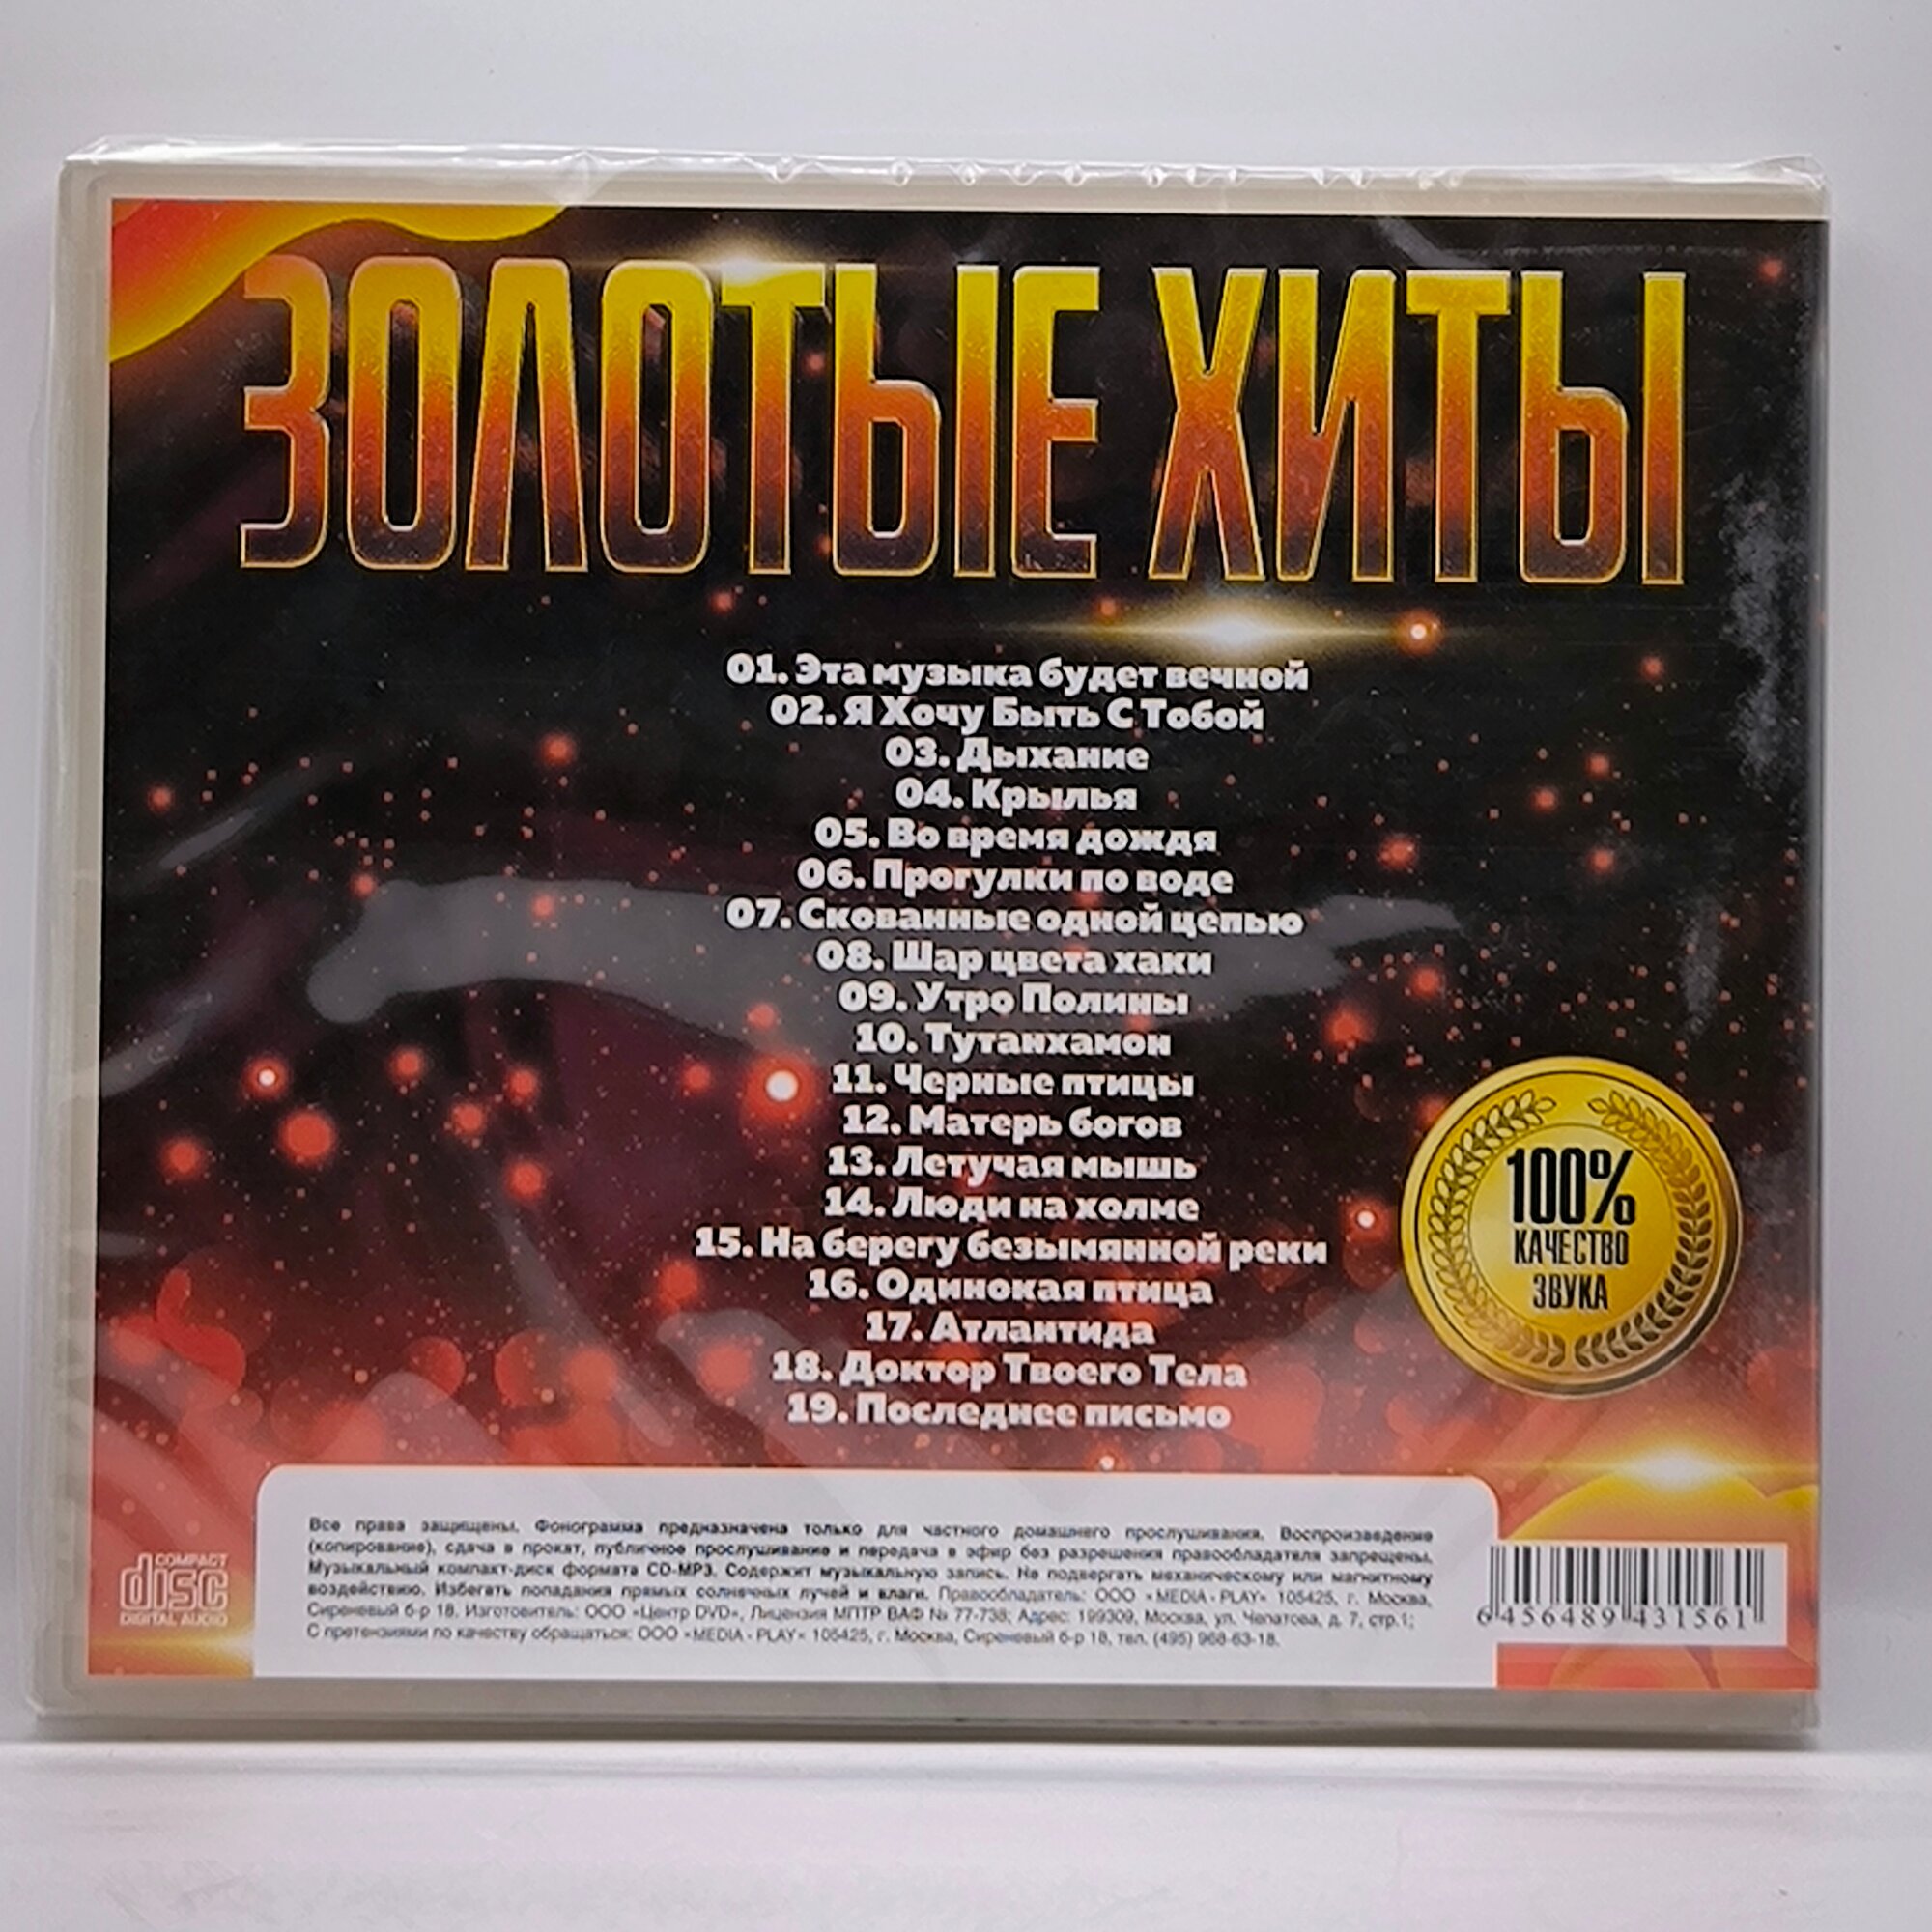 ЗОЛОТЫЕ ХИТЫ
01. Эта музыка будет вечной
02. Я Хочу Быть С Тобой
03. Дыхание
04. Крылья
05. Во время дождя
06. Прогулки по воде
07. Скованные одной цепью
08. Шар цвета хаки
09. Утро Полины
10. Тутанхамон
11. Черные птицы
12. Матерь богов
13. Летучая мышь
14. Люди на холме
15. На берегу безымянной реки
16. Одинокая птица
17. Атлантида
18. Доктор Твоего Тела
19. Последнее письмо
100%
КАЧЕСТВО
ЗВУКА
Все права защищены. Фонограмма предназначена только для частного домашнего прослушивания. Воспроизведение
(копирование), сдача в прокат, публичное прослушивание и передача в эфир без разрешения правообладателя запрещены.
Музыкальный компакт-диск формата CD-MP3. Содержит музыкальную запись. Не подвергать механическому или магнитному
воздействию. Избегать попадания прямых солнечных лучей и влаги. Правообладатель: ООО «MEDIA - PLAY» 105425, г. Москва,
Сиреневый б-р 18. Изготовитель: ООО «Центр DVD», Лицензия МПТР ВАФ № 77-738; Адрес: 199309, Москва, ул. Чапатова, д. 7, стр.1;
С претензиями по качеству обращаться: ООО «MEDIA - PLAY» 105425, г. Москва, Сиреневый б-р 18, тел. (495) 968-63-18.
COMPACT
disc
DIGITAL AUDIO
6 456489 431561